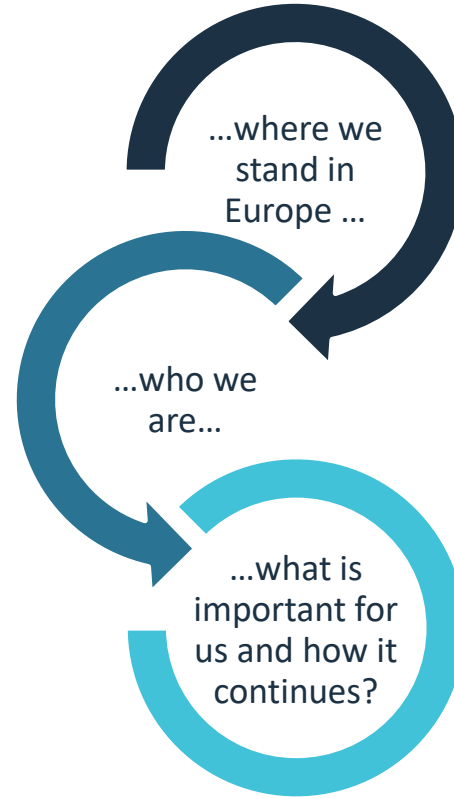 …where we
stand in
Europe …
…who we
are…
…what is
important for
us and how it
continues?